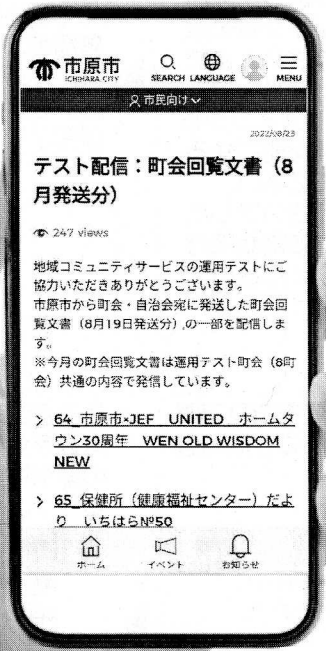 市原市
ICHIHARA CITY
SEARCH
LANGUAGE
MENU
市民向け
2022/08/23
テスト配信:町会回覧文書(8
月発送分)
247 views
地域コミュニティサービスの運用テストにご
協力いただきありがとうございます。
市原市から町会・自治会宛に発送した町会回
覧文書(8月19日発送分)の一部を配信しま
す。
※今月の町会回覧文書は運用テスト町会(8町
会)共通の内容で発信しています。
64_市原市×JEF UNITED ホームタ
ウン30周年 WEN OLD WISDOM
NEW
65_保健所(健康福祉センター)だよ
り いちはらNº50
ホーム
イベント
お知らせ